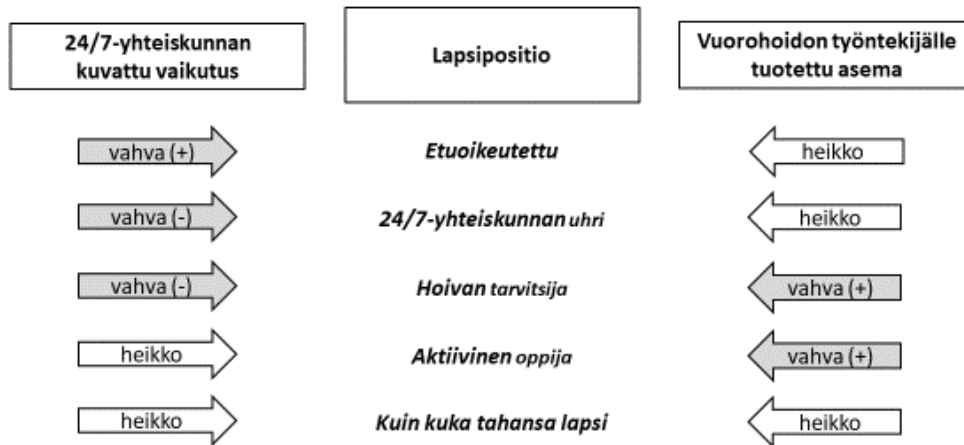 24/7-yhteiskunnan
kuvattu vaikutus
Lapsipositio
Vuorohoidon työntekijälle
tuotettu asema
vahva (+)
Etuoikeutettu
heikko
vahva (-)
24/7-yhteiskunnan uhri
heikko
vahva (-)
Hoivan tarvitsija
vahva (+)
heikko
Aktiivinen oppija
vahva (+)
heikko
Kuin kuka tahansa lapsi
heikko